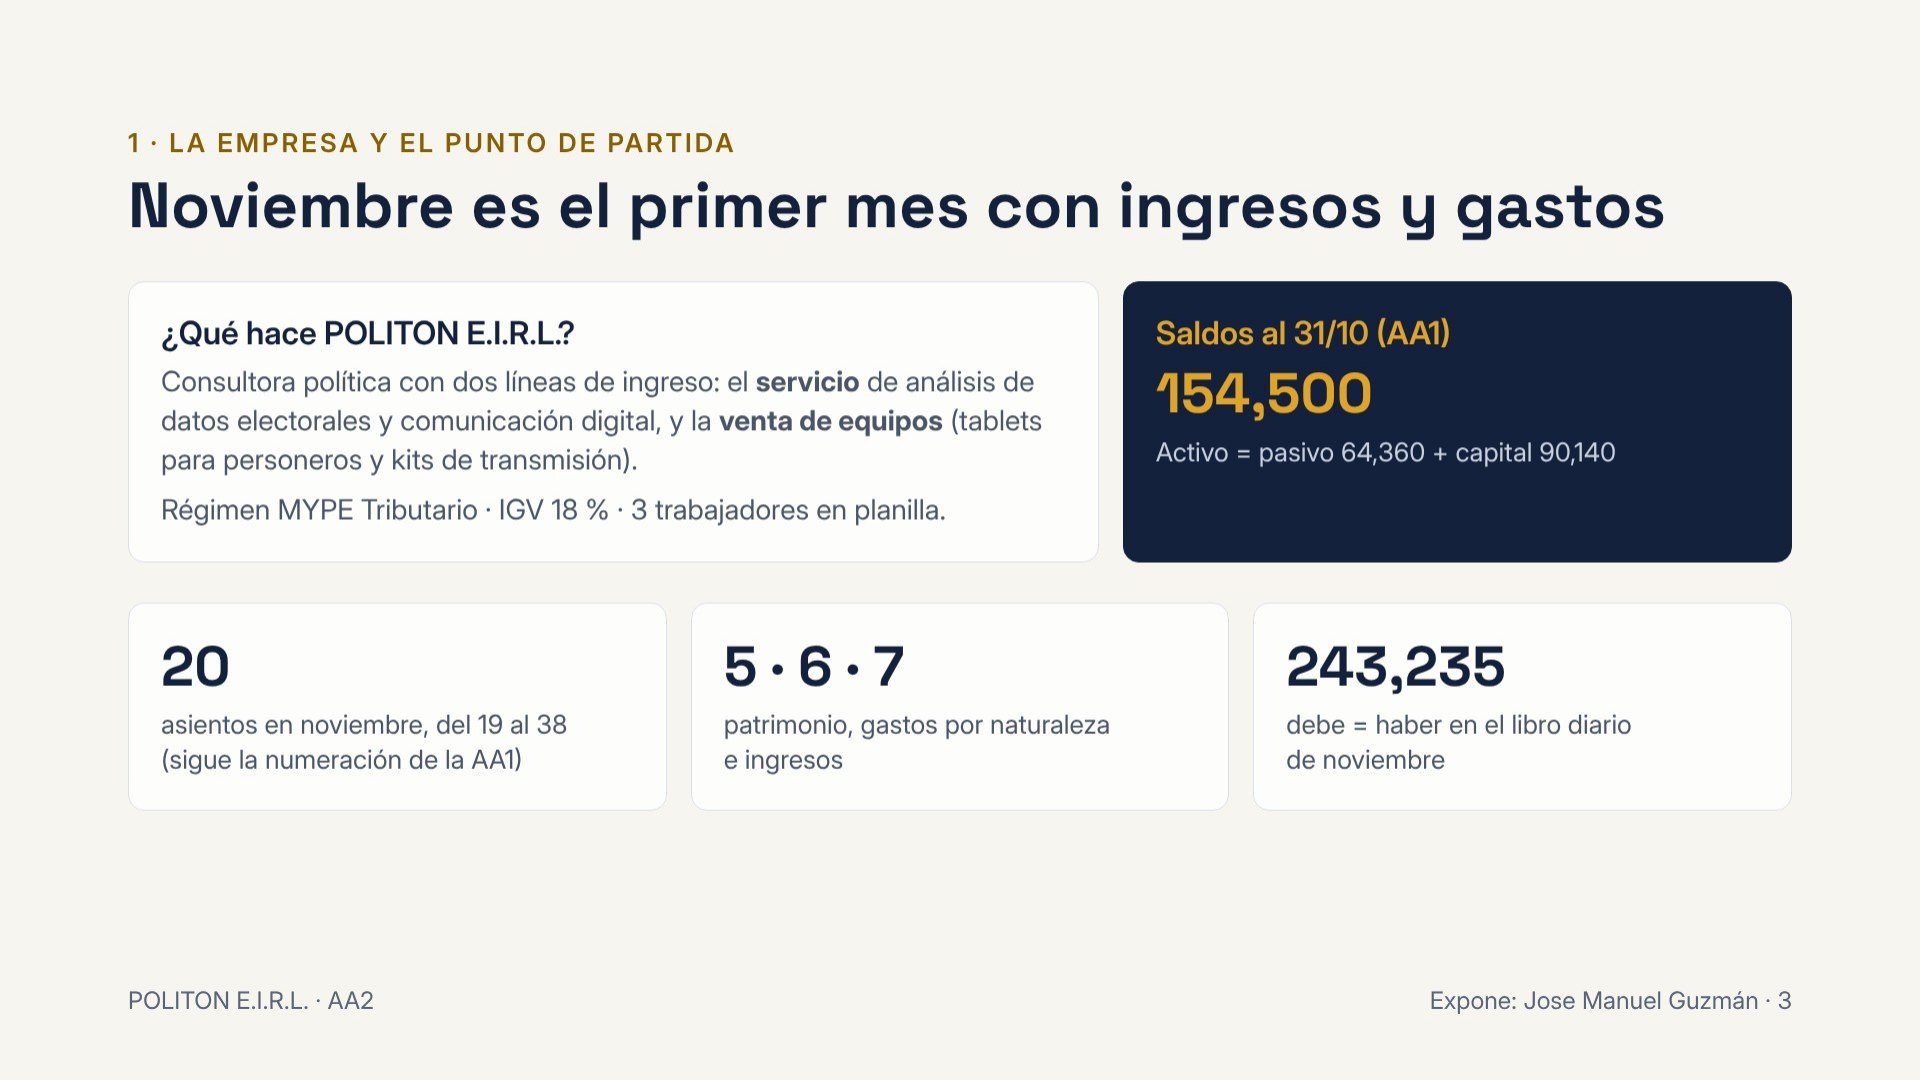 1 · LA EMPRESA Y EL PUNTO DE PARTIDA
Noviembre es el primer mes con ingresos y gastos
¿Qué hace POLITON E.I.R.L.?
Consultora política con dos líneas de ingreso: el servicio de análisis de
datos electorales y comunicación digital, y la venta de equipos (tablets
para personeros y kits de transmisión).
Régimen MYPE Tributario · IGV 18 % · 3 trabajadores en planilla.
Saldos al 31/10 (AA1)
154,500
Activo = pasivo 64,360 + capital 90,140
20
asientos en noviembre, del 19 al 38
(sigue la numeración de la AA1)
5 · 6 · 7
patrimonio, gastos por naturaleza
e ingresos
243,235
debe = haber en el libro diario
de noviembre
POLITON E.I.R.L. · AA2
Expone: Jose Manuel Guzmán · 3